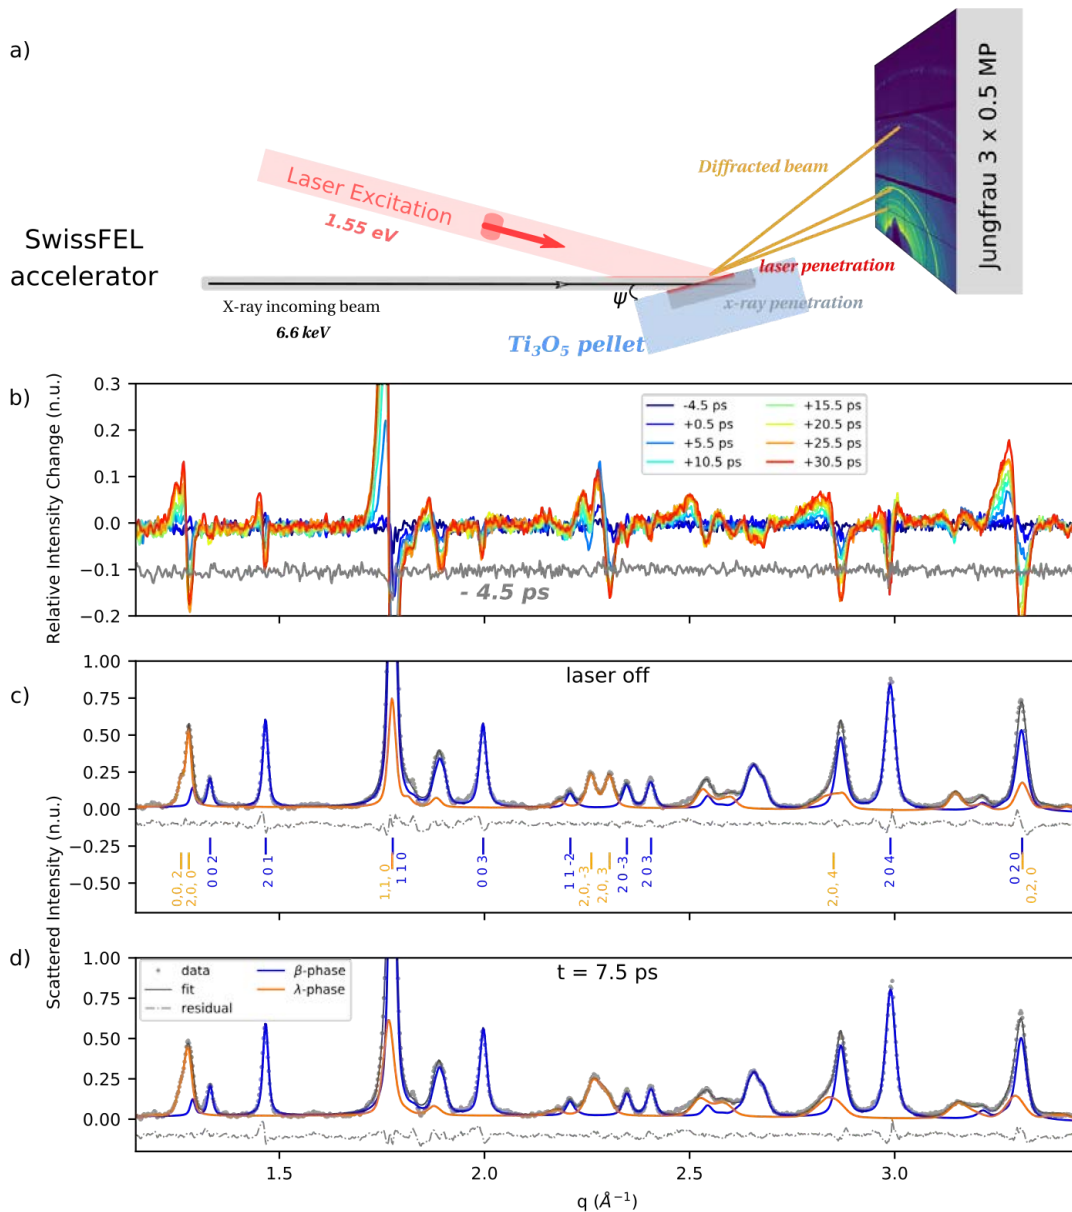 a)
Laser Excitation
1.55 eV
SwissFEL
accelerator
X-ray incoming beam
6.6 keV
ψ
Diffracted beam
laser penetration
x-ray penetration
Ti₃O₅ pellet
Jungfrau 3 x 0.5 MP
b)
Relative Intensity Change (n.u.)
0.3
0.2
0.1
0.0
−0.1
−0.2
-4.5 ps
+0.5 ps
+5.5 ps
+10.5 ps
+15.5 ps
+20.5 ps
+25.5 ps
+30.5 ps
- 4.5 ps
c)
laser off
1.00
0.75
0.50
0.25
0.00
−0.25
−0.50
Scattered Intensity (n.u.)
0,0, 2
2,0, 0
0 0 2
2 0 1
1,1, 0
1 1 0
0 0 3
1 1 -2
2,0, -3
2,0, 3
2 0 -3
2 0 3
2,0, 4
2 0 4
0 2 0
0,2, 0
d)
t = 7.5 ps
data
fit
residual
β-phase
λ-phase
1.00
0.75
0.50
0.25
0.00
1.5
2.0
2.5
3.0
q (Å⁻¹)